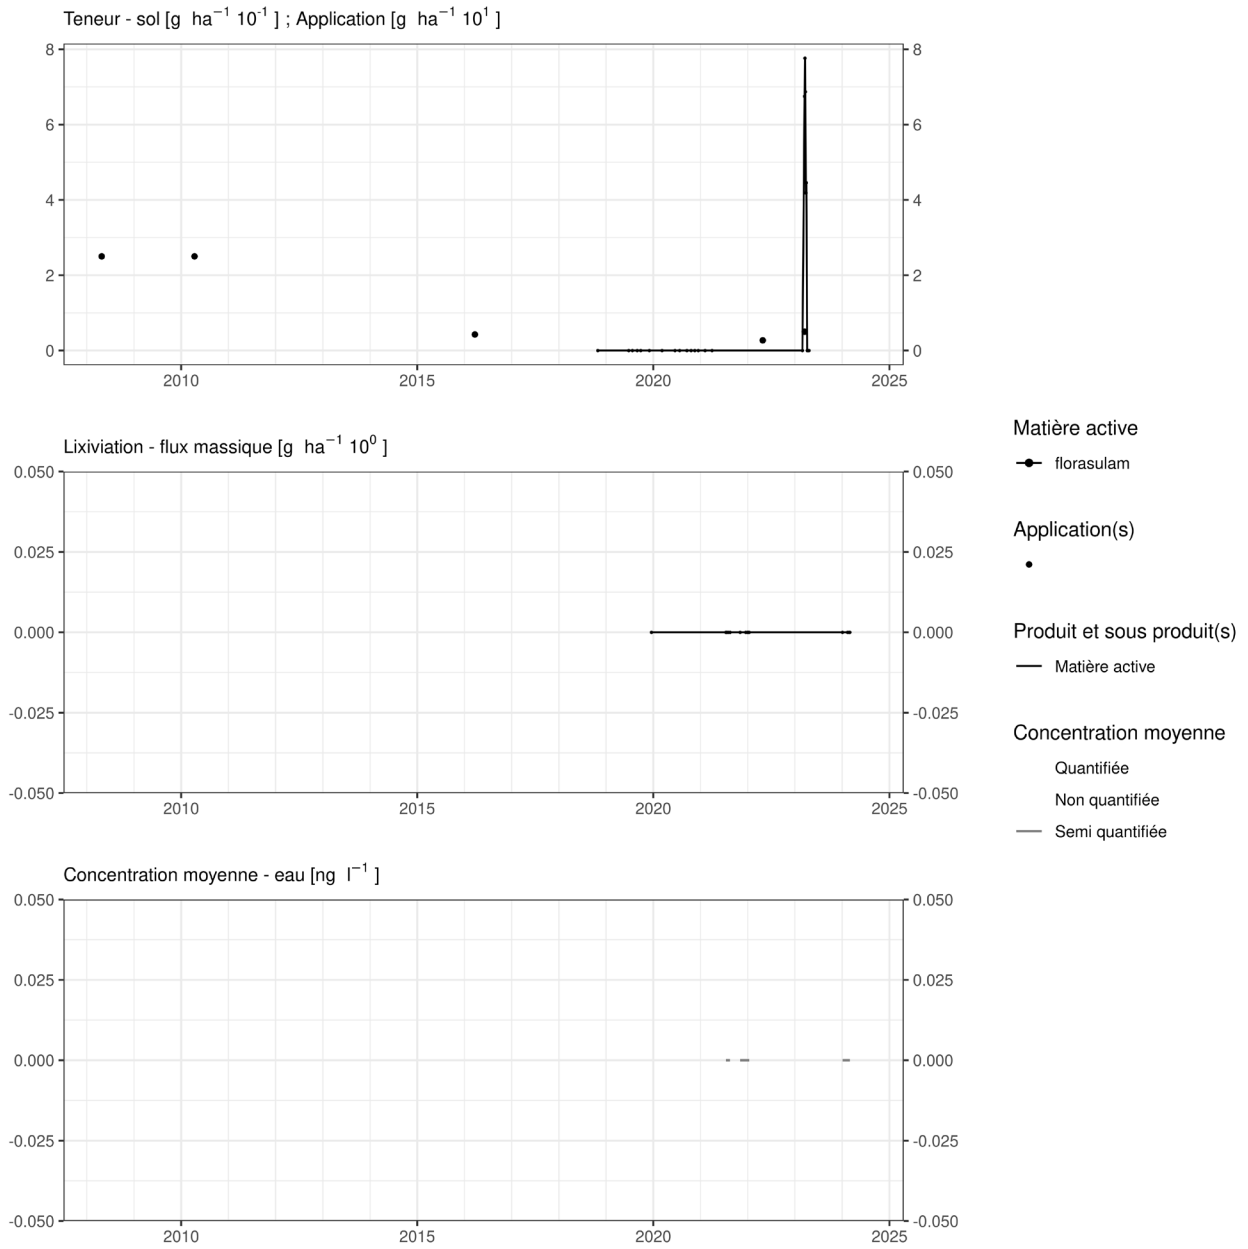 Teneur - sol [g ha⁻¹ 10⁻¹ ] ; Application [g ha⁻¹ 10¹ ]
8 8
6 6
4 4
2 2
0 0
2010 2015 2020 2025
Lixiviation - flux massique [g ha⁻¹ 10⁰ ]
0.050 0.050
0.025 0.025
0.000 0.000
-0.025 -0.025
-0.050 -0.050
2010 2015 2020 2025
Concentration moyenne - eau [ng l⁻¹ ]
0.050 0.050
0.025 0.025
0.000 0.000
-0.025 -0.025
-0.050 -0.050
2010 2015 2020 2025
Matière active
florasulam
Application(s)
Produit et sous produit(s)
Matière active
Concentration moyenne
Quantifiée
Non quantifiée
Semi quantifiée